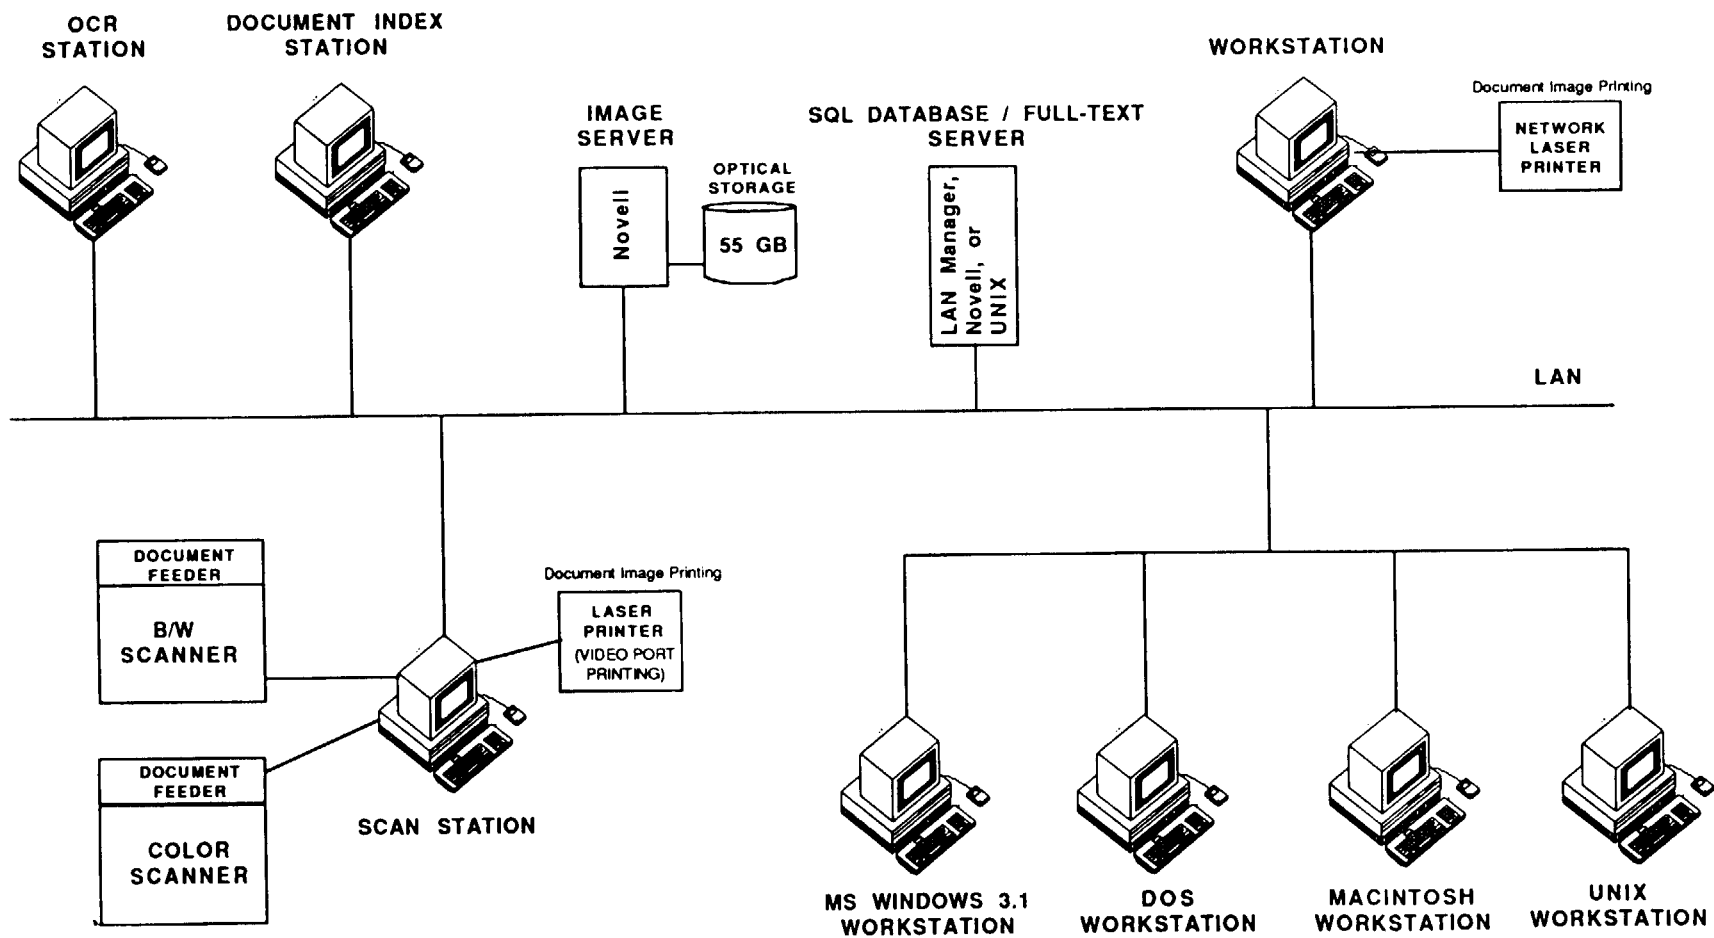 OCR
STATION
DOCUMENT INDEX
STATION
IMAGE
SERVER
Novell
OPTICAL
STORAGE
55 GB
SQL DATABASE / FULL-TEXT
SERVER
LAN Manager,
Novell, or
UNIX
WORKSTATION
Document Image Printing
NETWORK
LASER
PRINTER
LAN
DOCUMENT
FEEDER
B/W
SCANNER
Document Image Printing
LASER
PRINTER
(VIDEO PORT
PRINTING)
DOCUMENT
FEEDER
COLOR
SCANNER
SCAN STATION
MS WINDOWS 3.1
WORKSTATION
DOS
WORKSTATION
MACINTOSH
WORKSTATION
UNIX
WORKSTATION